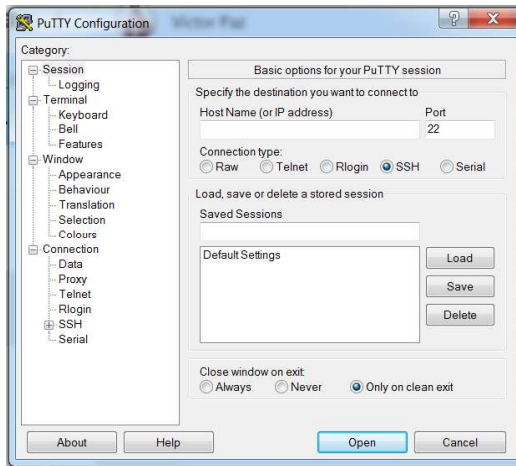 PuTTY Configuration
Victor Paz
Category:
Session
Logging
Terminal
Keyboard
Bell
Features
Window
Appearance
Behaviour
Translation
Selection
Colours
Connection
Data
Proxy
Telnet
Rlogin
SSH
Serial
Basic options for your PuTTY session
Specify the destination you want to connect to
Host Name (or IP address) Port
22
Connection type:
Raw Telnet Rlogin SSH Serial
Load, save or delete a stored session
Saved Sessions
Default Settings
Load
Save
Delete
Close window on exit:
Always Never Only on clean exit
About Help Open Cancel